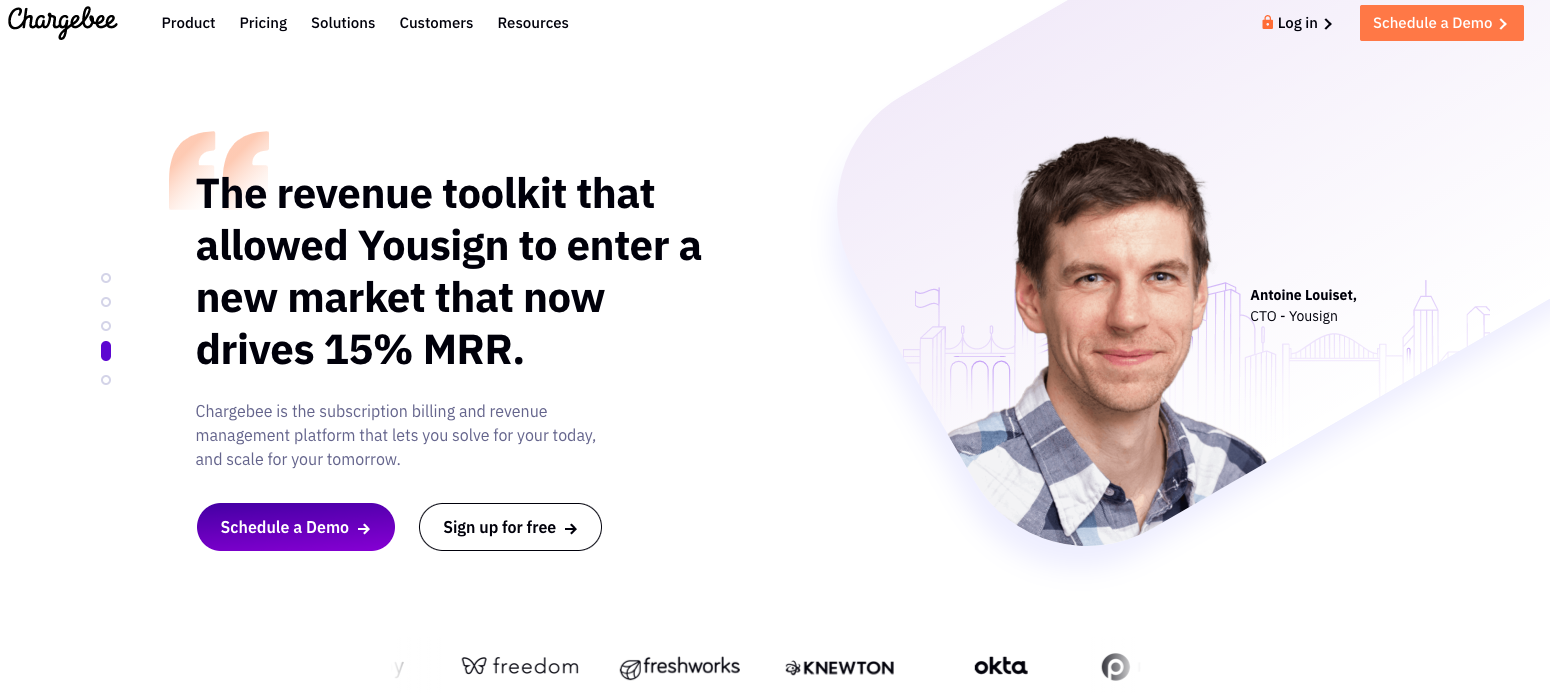 Chargebee
Product Pricing Solutions Customers Resources
Log in
Schedule a Demo
The revenue toolkit that
allowed Yousign to enter a
new market that now
drives 15% MRR.
Antoine Louiset,
CTO - Yousign
Chargebee is the subscription billing and revenue
management platform that lets you solve for your today,
and scale for your tomorrow.
Schedule a Demo
Sign up for free
y freedom freshworks KNEWTON okta p